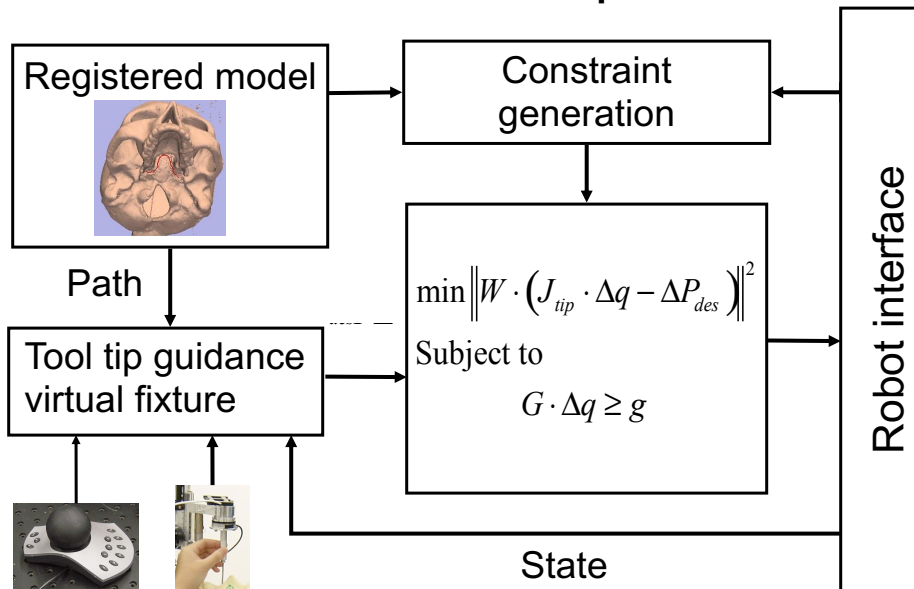 Registered model
Constraint
generation
Path
Tool tip guidance
virtual fixture
min ‖W · (J_tip · Δq − ΔP_des)‖²
Subject to
G · Δq ≥ g
Robot interface
State